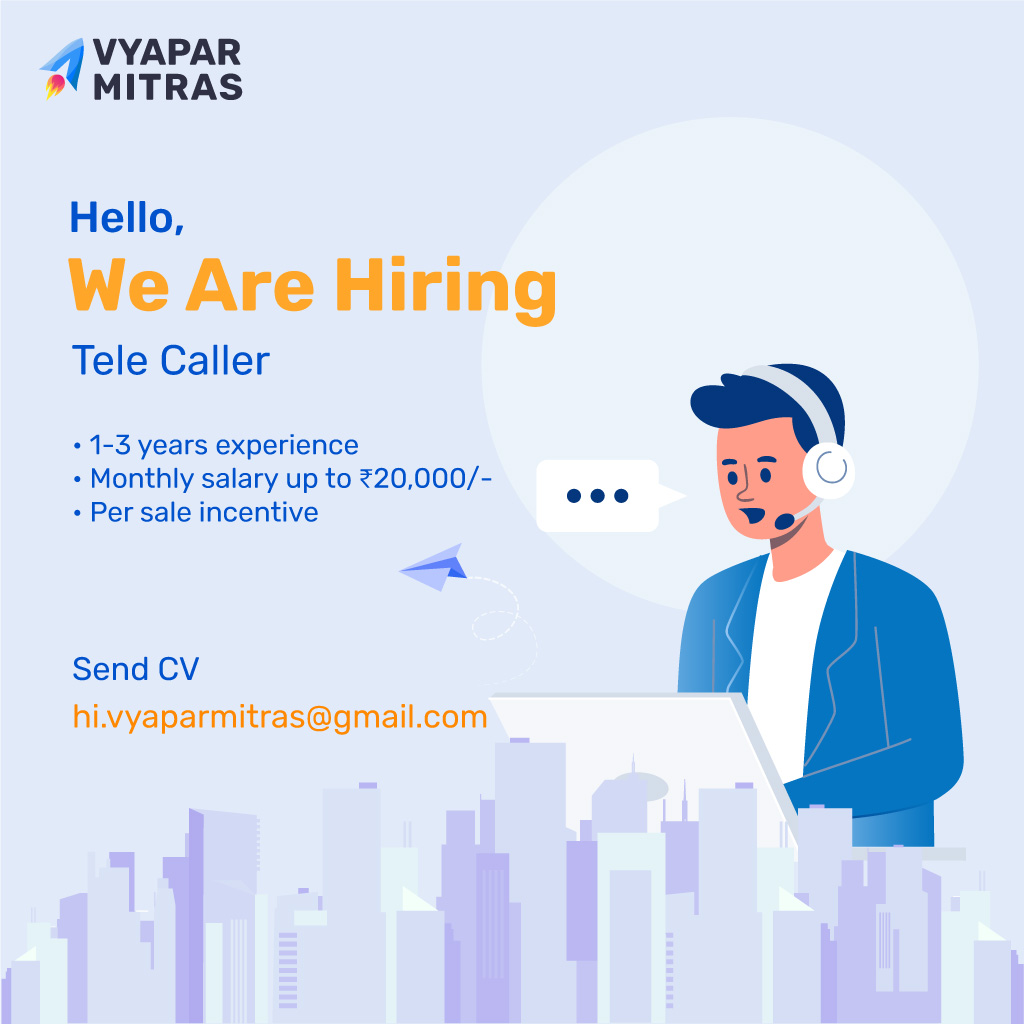 VYAPAR
MITRAS
Hello,
We Are Hiring
Tele Caller
• 1-3 years experience
• Monthly salary up to ₹20,000/-
• Per sale incentive
Send CV
hi.vyaparmitras@gmail.com